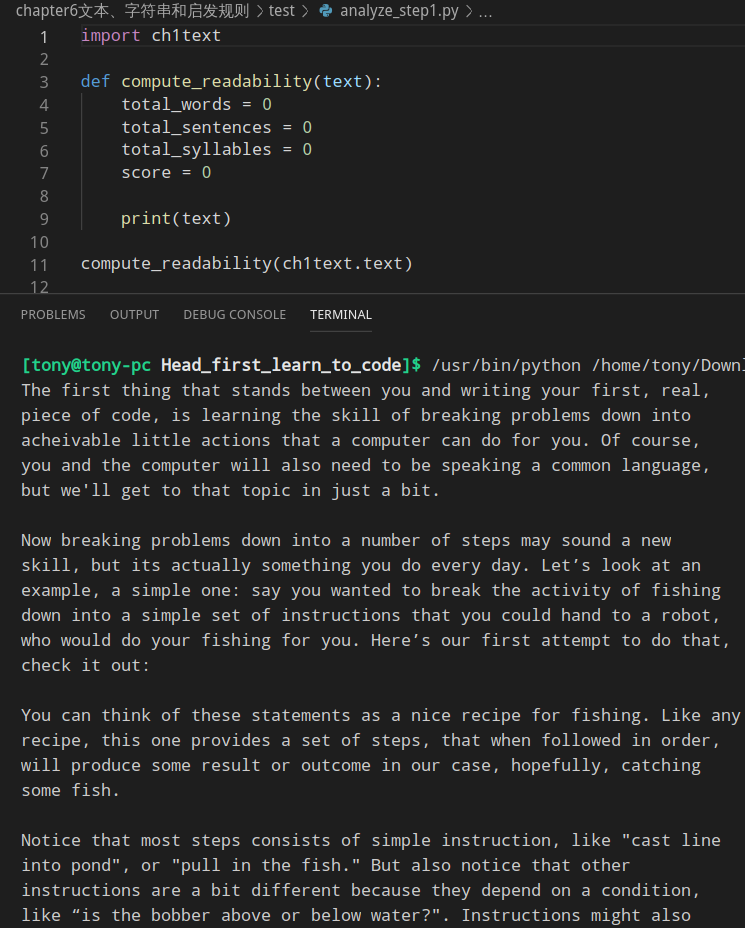 chapter6文本、字符串和启发规则 > test > analyze_step1.py > ...
1 import ch1text
2
3 def compute_readability(text):
4 total_words = 0
5 total_sentences = 0
6 total_syllables = 0
7 score = 0
8
9 print(text)
10
11 compute_readability(ch1text.text)
12
PROBLEMS OUTPUT DEBUG CONSOLE TERMINAL
[tony@tony-pc Head_first_learn_to_code]$ /usr/bin/python /home/tony/Downl
The first thing that stands between you and writing your first, real,
piece of code, is learning the skill of breaking problems down into
acheivable little actions that a computer can do for you. Of course,
you and the computer will also need to be speaking a common language,
but we'll get to that topic in just a bit.
Now breaking problems down into a number of steps may sound a new
skill, but its actually something you do every day. Let’s look at an
example, a simple one: say you wanted to break the activity of fishing
down into a simple set of instructions that you could hand to a robot,
who would do your fishing for you. Here’s our first attempt to do that,
check it out:
You can think of these statements as a nice recipe for fishing. Like any
recipe, this one provides a set of steps, that when followed in order,
will produce some result or outcome in our case, hopefully, catching
some fish.
Notice that most steps consists of simple instruction, like "cast line
into pond", or "pull in the fish." But also notice that other
instructions are a bit different because they depend on a condition,
like “is the bobber above or below water?". Instructions might also